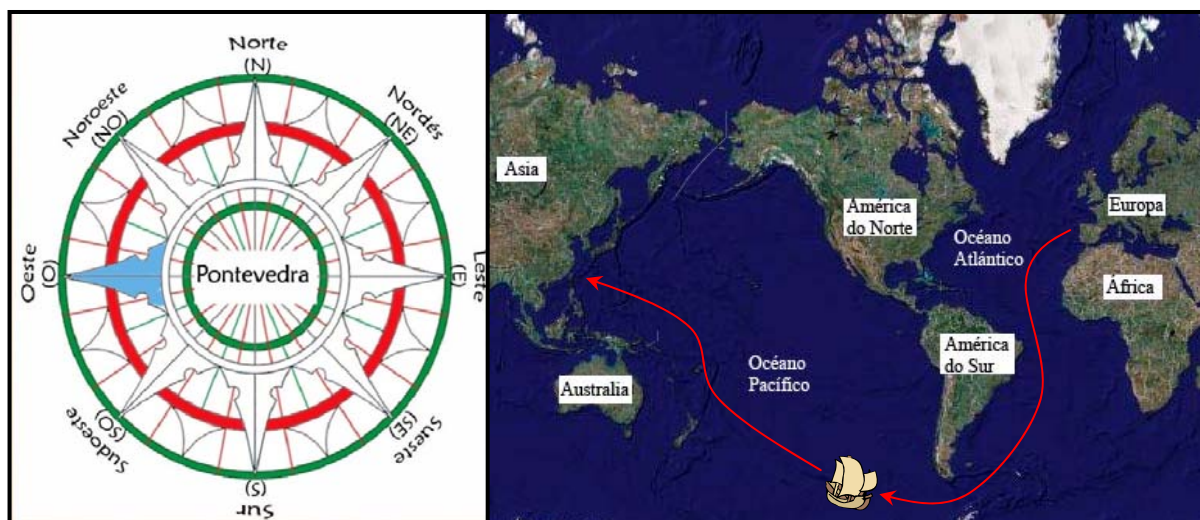 Norte
(N)
Noroeste
(NO)
Nordés
(NE)
Oeste
(O)
Pontevedra
Leste
(E)
Sudoeste
(SO)
Sueste
(SE)
(S)
Sur
Asia
América
do Norte
Océano
Atlántico
Europa
África
Océano
Pacífico
América
do Sur
Australia